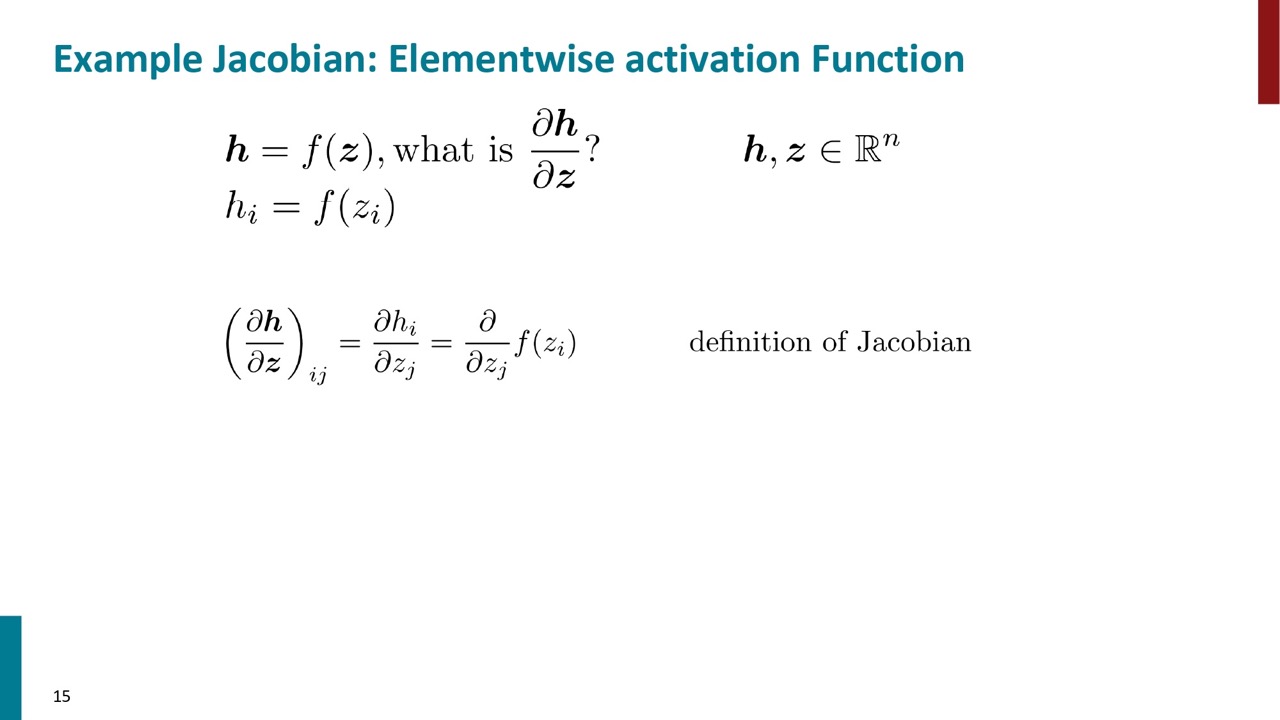 Example Jacobian: Elementwise activation Function
$\boldsymbol{h} = f(\boldsymbol{z}), \text{what is } \frac{\partial \boldsymbol{h}}{\partial \boldsymbol{z}}?$ $\boldsymbol{h}, \boldsymbol{z} \in \mathbb{R}^n$
$h_i = f(z_i)$
$\left(\frac{\partial \boldsymbol{h}}{\partial \boldsymbol{z}}\right)_{ij} = \frac{\partial h_i}{\partial z_j} = \frac{\partial}{\partial z_j} f(z_i)$ definition of Jacobian
15